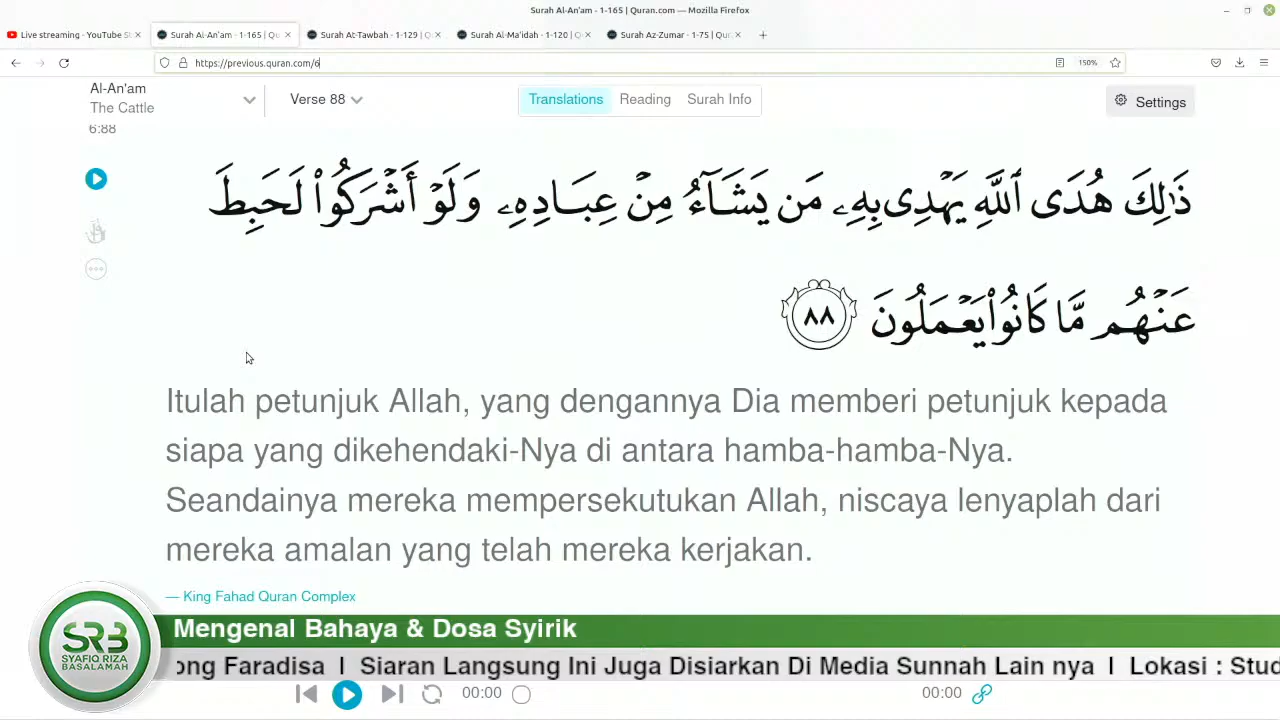 Surah Al-An'am - 1-165 | Quran.com — Mozilla Firefox
Live streaming - YouTube St
Surah Al-An'am - 1-165 | Qu
Surah At-Tawbah - 1-129 | Q
Surah Al-Ma'idah - 1-120 | Q
Surah Az-Zumar - 1-75 | Qur
https://previous.quran.com/6
150%
Al-An'am
The Cattle
Verse 88
Translations
Reading
Surah Info
Settings
6:88
ذَٰلِكَ هُدَى ٱللَّهِ يَهْدِى بِهِۦ مَن يَشَآءُ مِنْ عِبَادِهِۦ وَلَوْ أَشْرَكُوا۟ لَحَبِطَ
عَنْهُم مَّا كَانُوا۟ يَعْمَلُونَ ٨٨
Itulah petunjuk Allah, yang dengannya Dia memberi petunjuk kepada
siapa yang dikehendaki-Nya di antara hamba-hamba-Nya.
Seandainya mereka mempersekutukan Allah, niscaya lenyaplah dari
mereka amalan yang telah mereka kerjakan.
— King Fahad Quran Complex
SRB
SYAFIQ RIZA
BASALAMAH
Mengenal Bahaya & Dosa Syirik
ong Faradisa I Siaran Langsung Ini Juga Disiarkan Di Media Sunnah Lain nya I Lokasi : Stud
00:00
00:00